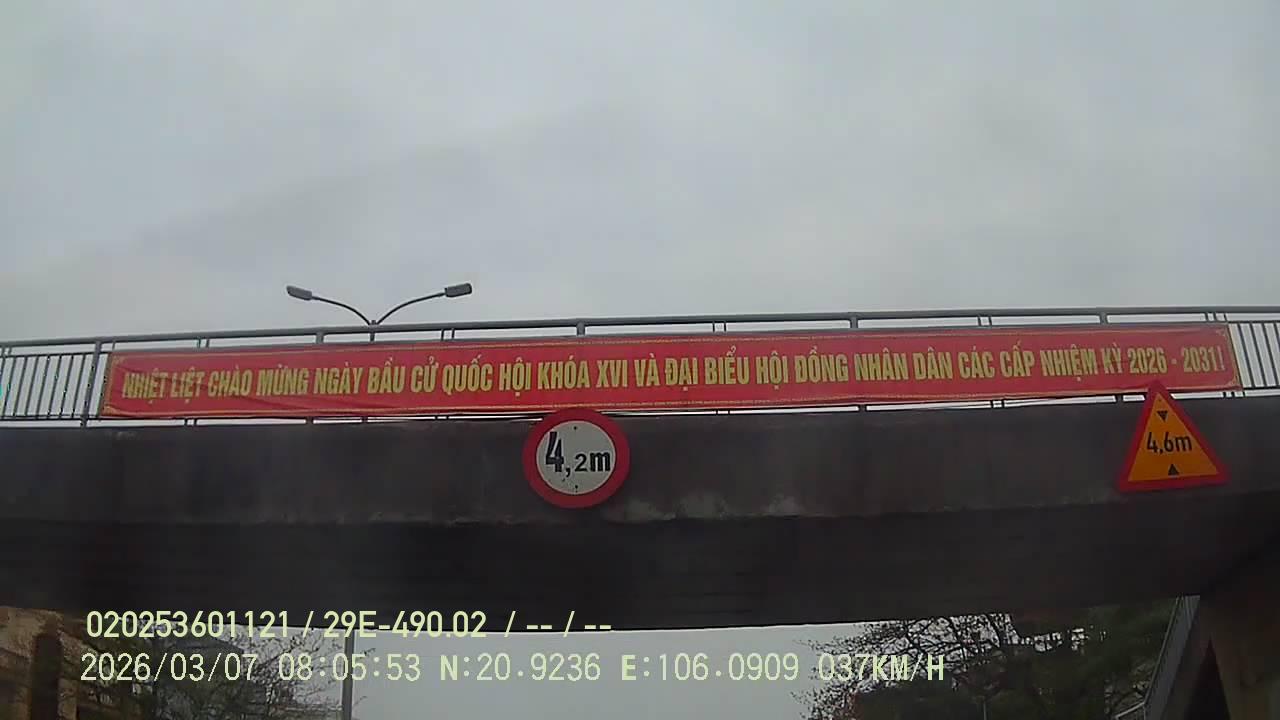 NHIỆT LIỆT CHÀO MỪNG NGÀY BẦU CỬ QUỐC HỘI KHÓA XVI VÀ ĐẠI BIỂU HỘI ĐỒNG NHÂN DÂN CÁC CẤP NHIỆM KỲ 2026 - 2031!
4,2m
4,6m
020253601121 / 29E-490.02 / -- / --
2026/03/07 08:05:53 N:20.9236 E:106.0909 037KM/H